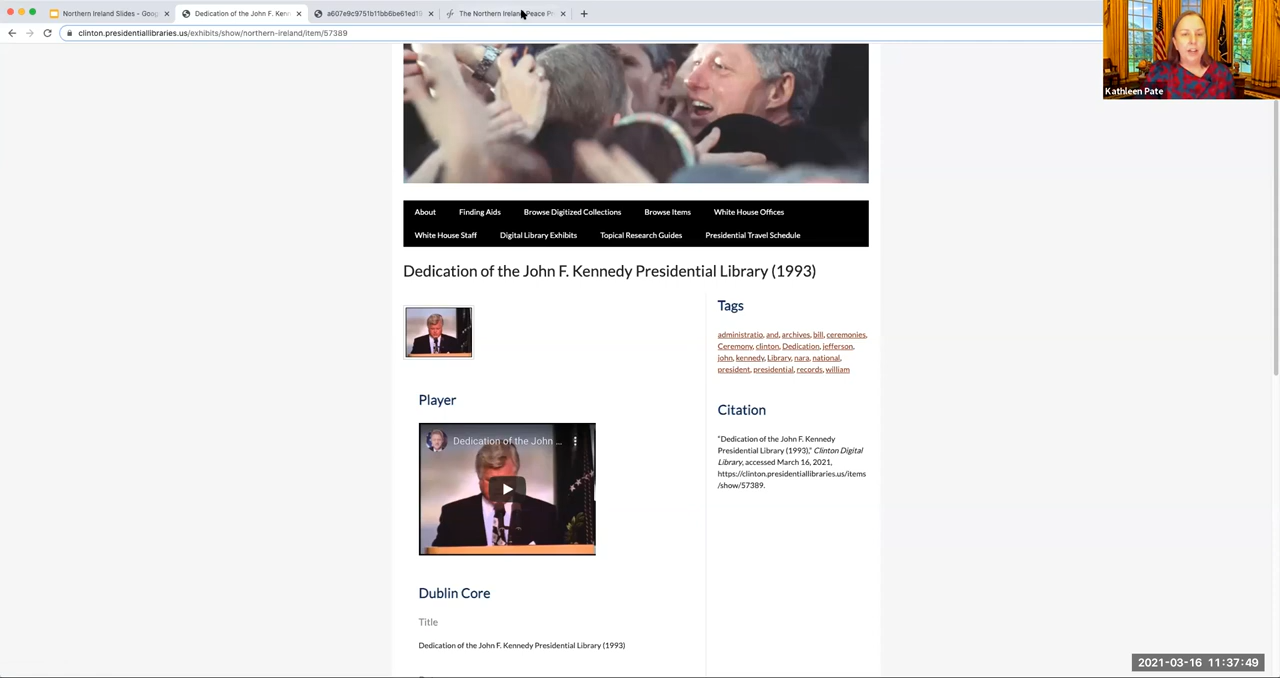 Northern Ireland Slides - Goog
Dedication of the John F. Kenn
a607e9c9751b11bb6be61ed19
The Northern Ireland Peace Pr
clinton.presidentiallibraries.us/exhibits/show/northern-ireland/item/57389
Kathleen Pate
About Finding Aids Browse Digitized Collections Browse Items White House Offices
White House Staff Digital Library Exhibits Topical Research Guides Presidential Travel Schedule
Dedication of the John F. Kennedy Presidential Library (1993)
Tags
administratio, and, archives, bill, ceremonies,
Ceremony, clinton, Dedication, jefferson,
john, kennedy, Library, nara, national,
president, presidential, records, william
Player
Dedication of the John ...
Citation
"Dedication of the John F. Kennedy
Presidential Library (1993)," Clinton Digital
Library, accessed March 16, 2021,
https://clinton.presidentiallibraries.us/items
/show/57389.
Dublin Core
Title
Dedication of the John F. Kennedy Presidential Library (1993)
2021-03-16 11:37:49